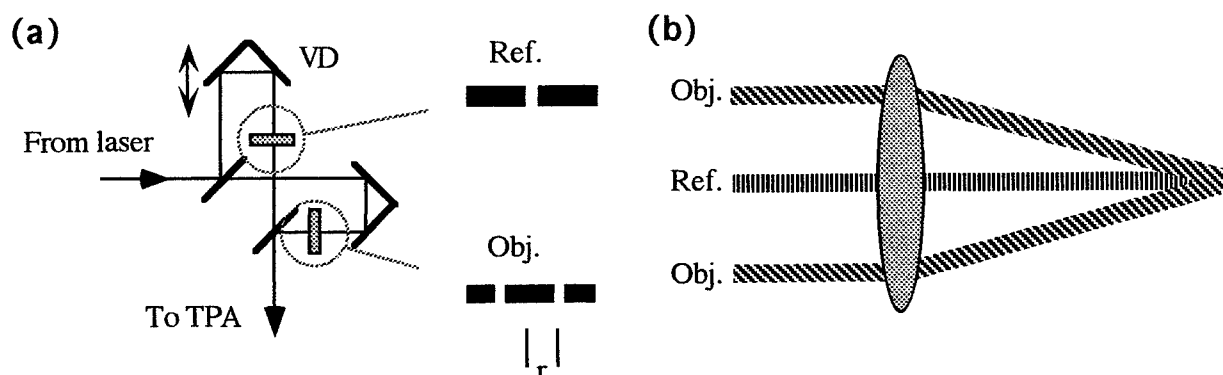 (a)
VD
Ref.
From laser
Obj.
To TPA
r
(b)
Obj.
Ref.
Obj.